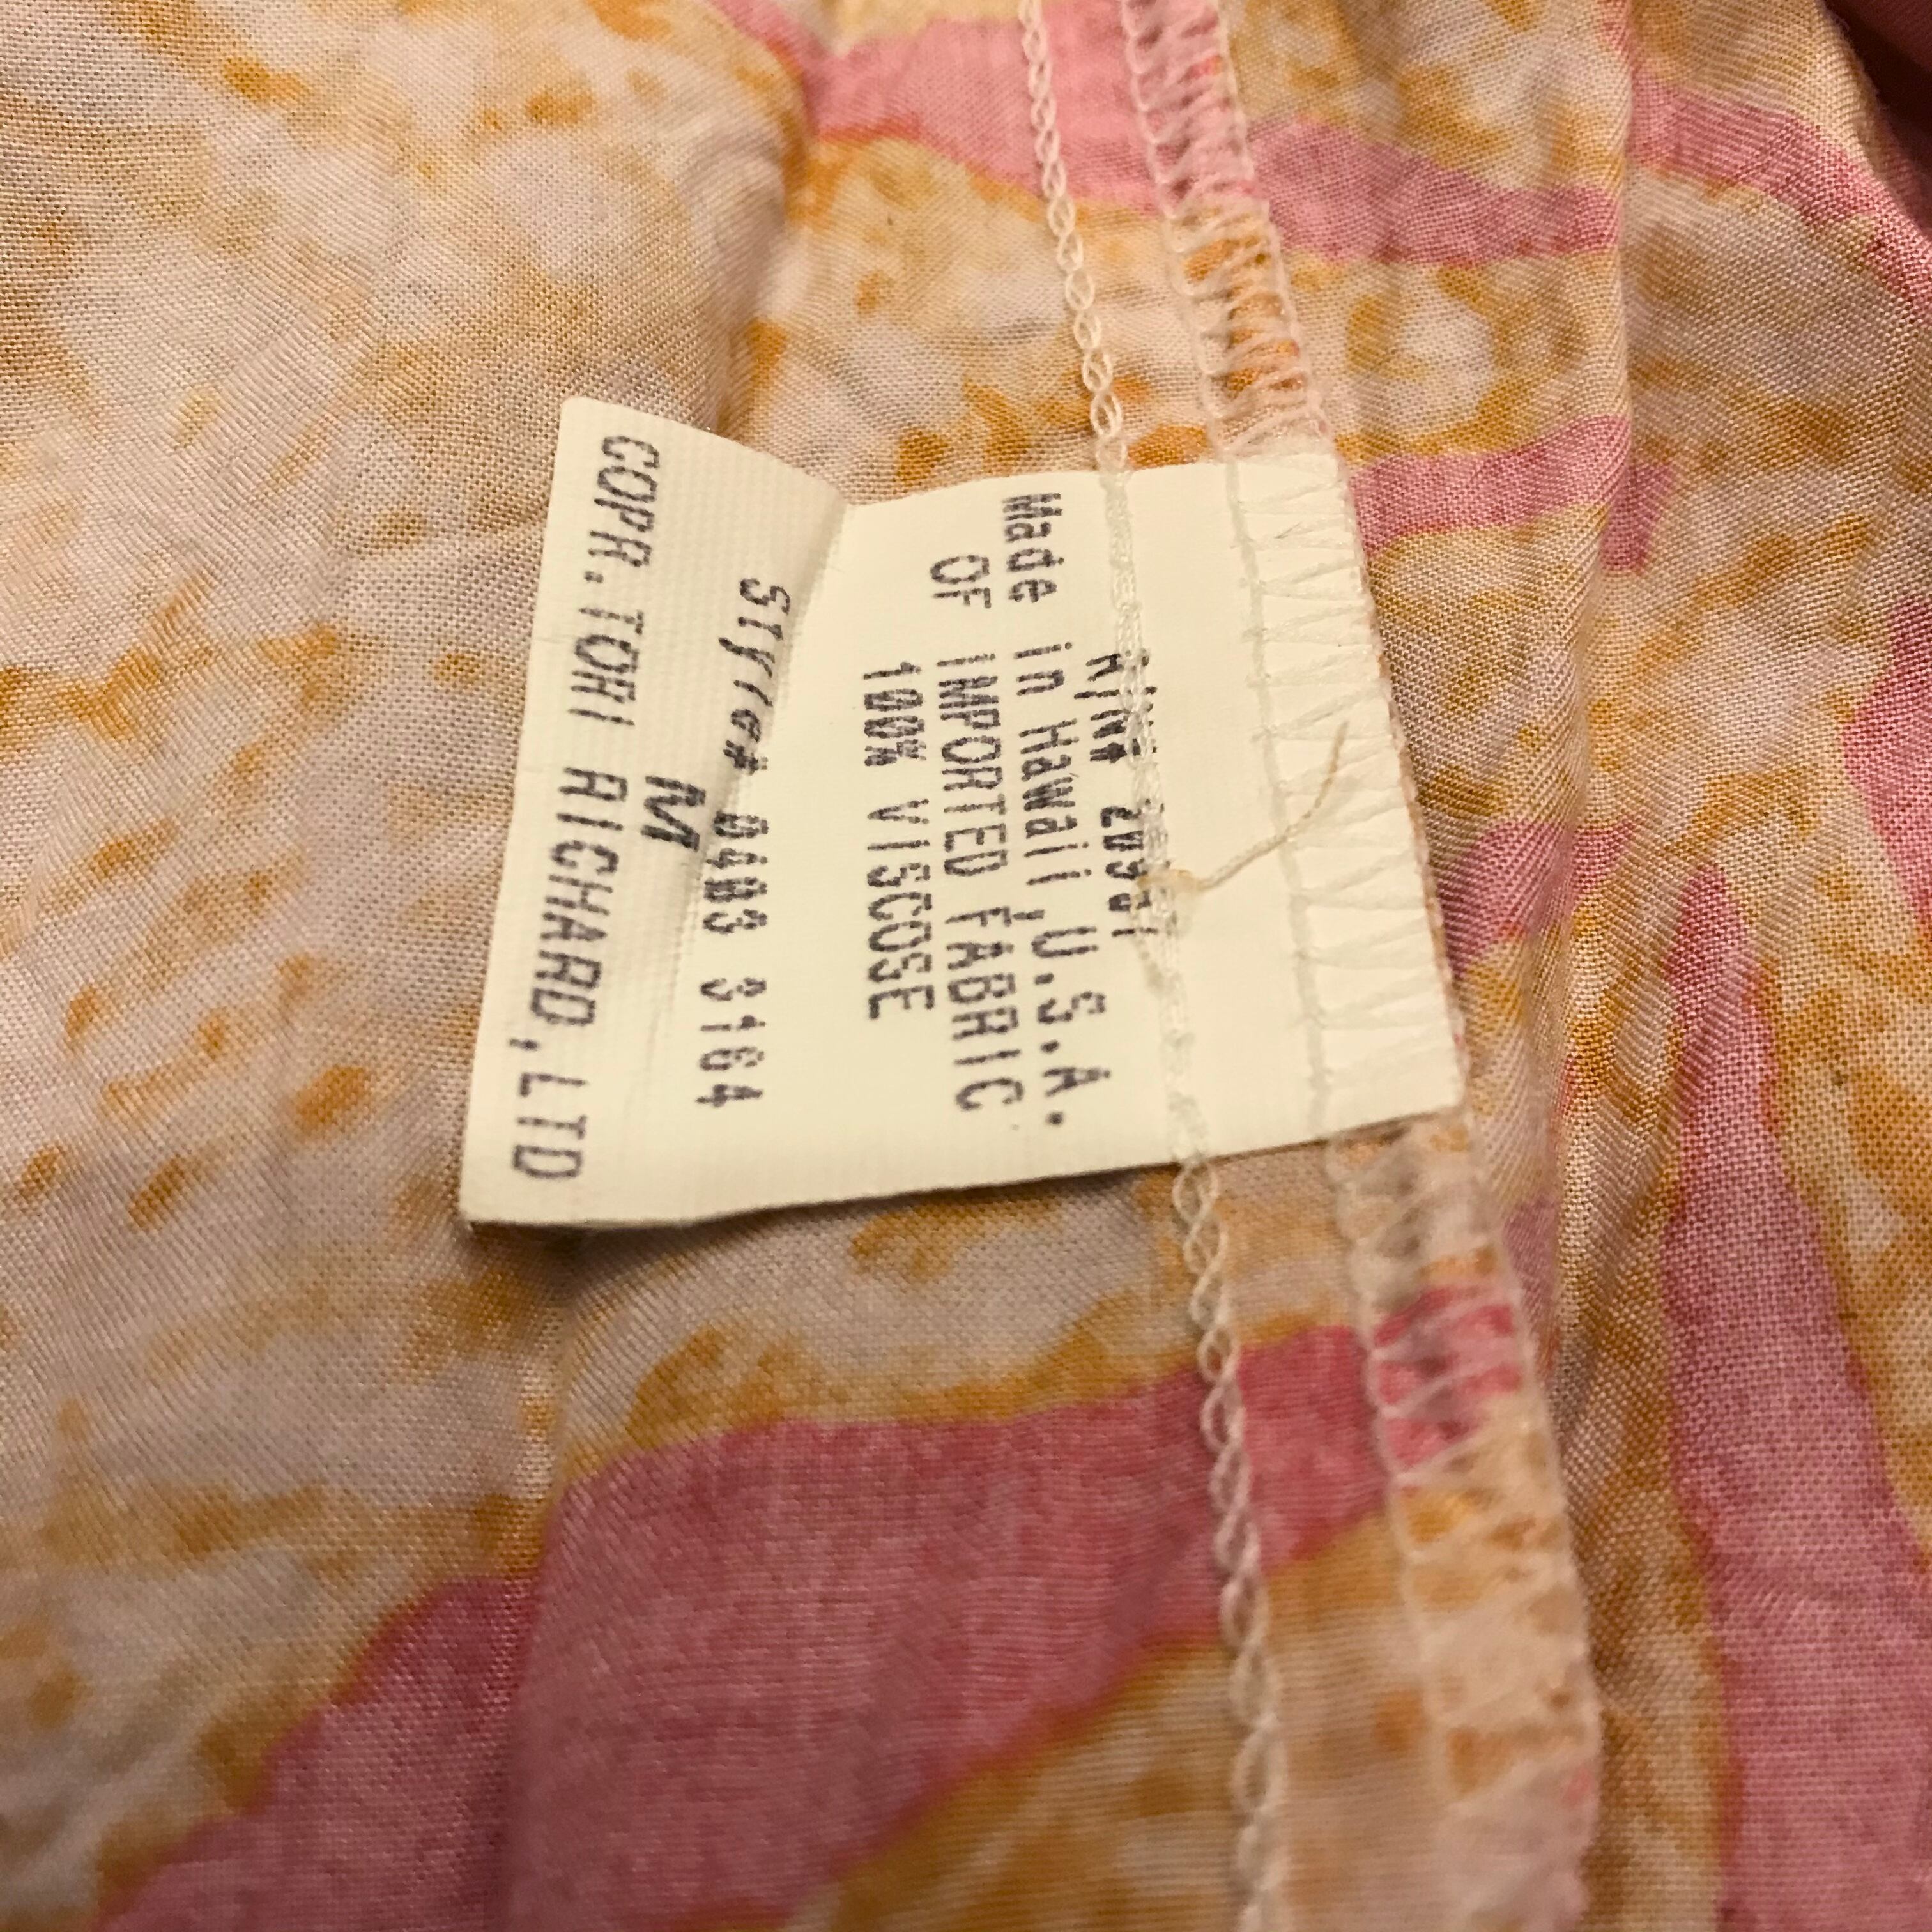 Made in Hawaii,U.S.A.
OF IMPORTED FABRIC
100% VISCOSE
Style# 0403 3164
M
COPR.TORI RICHARD,LTD